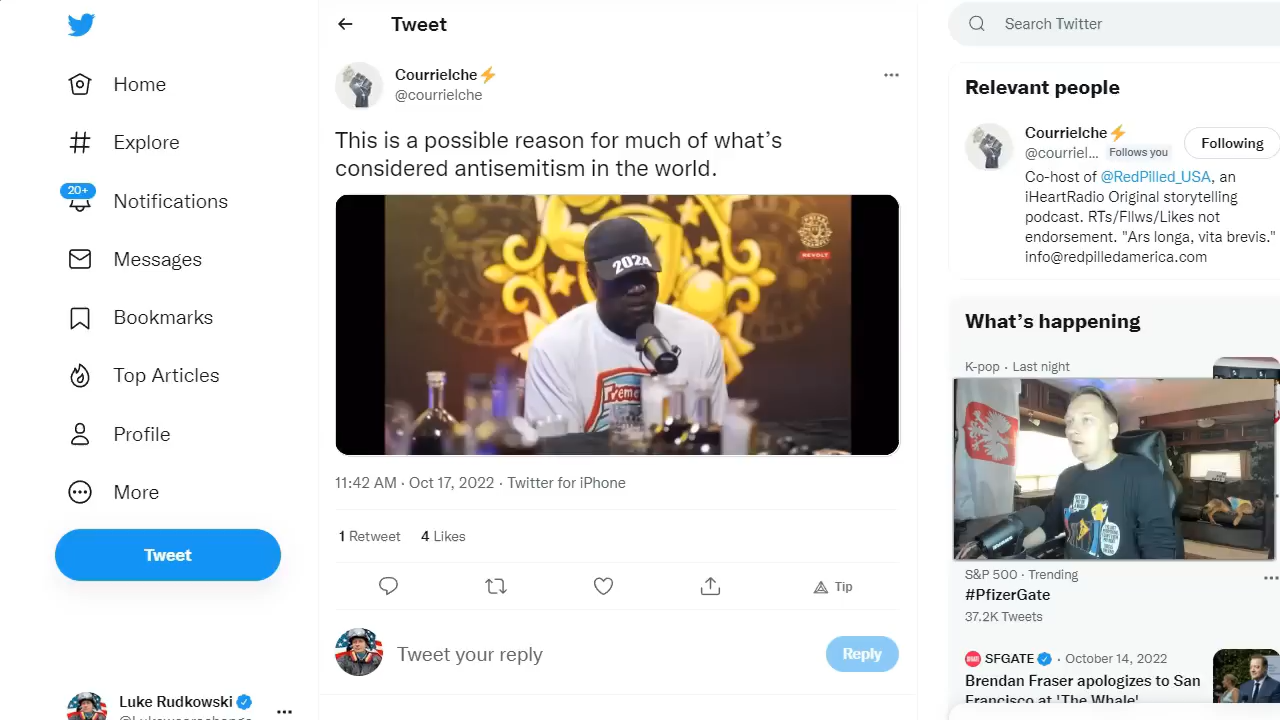 Tweet
Search Twitter
Home
Explore
20+
Notifications
Messages
Bookmarks
Top Articles
Profile
More
Tweet
Luke Rudkowski
Courrielche⚡
@courrielche
This is a possible reason for much of what's
considered antisemitism in the world.
2024
REVOLT
11:42 AM · Oct 17, 2022 · Twitter for iPhone
1 Retweet 4 Likes
Tip
Tweet your reply
Reply
Relevant people
Courrielche⚡
@courriel... Follows you
Following
Co-host of @RedPilled_USA, an
iHeartRadio Original storytelling
podcast. RTs/Fllws/Likes not
endorsement. "Ars longa, vita brevis."
info@redpilledamerica.com
What's happening
K-pop · Last night
S&P 500 · Trending
#PfizerGate
37.2K Tweets
SFGATE · October 14, 2022
Brendan Fraser apologizes to San
Francisco at 'The Whale'